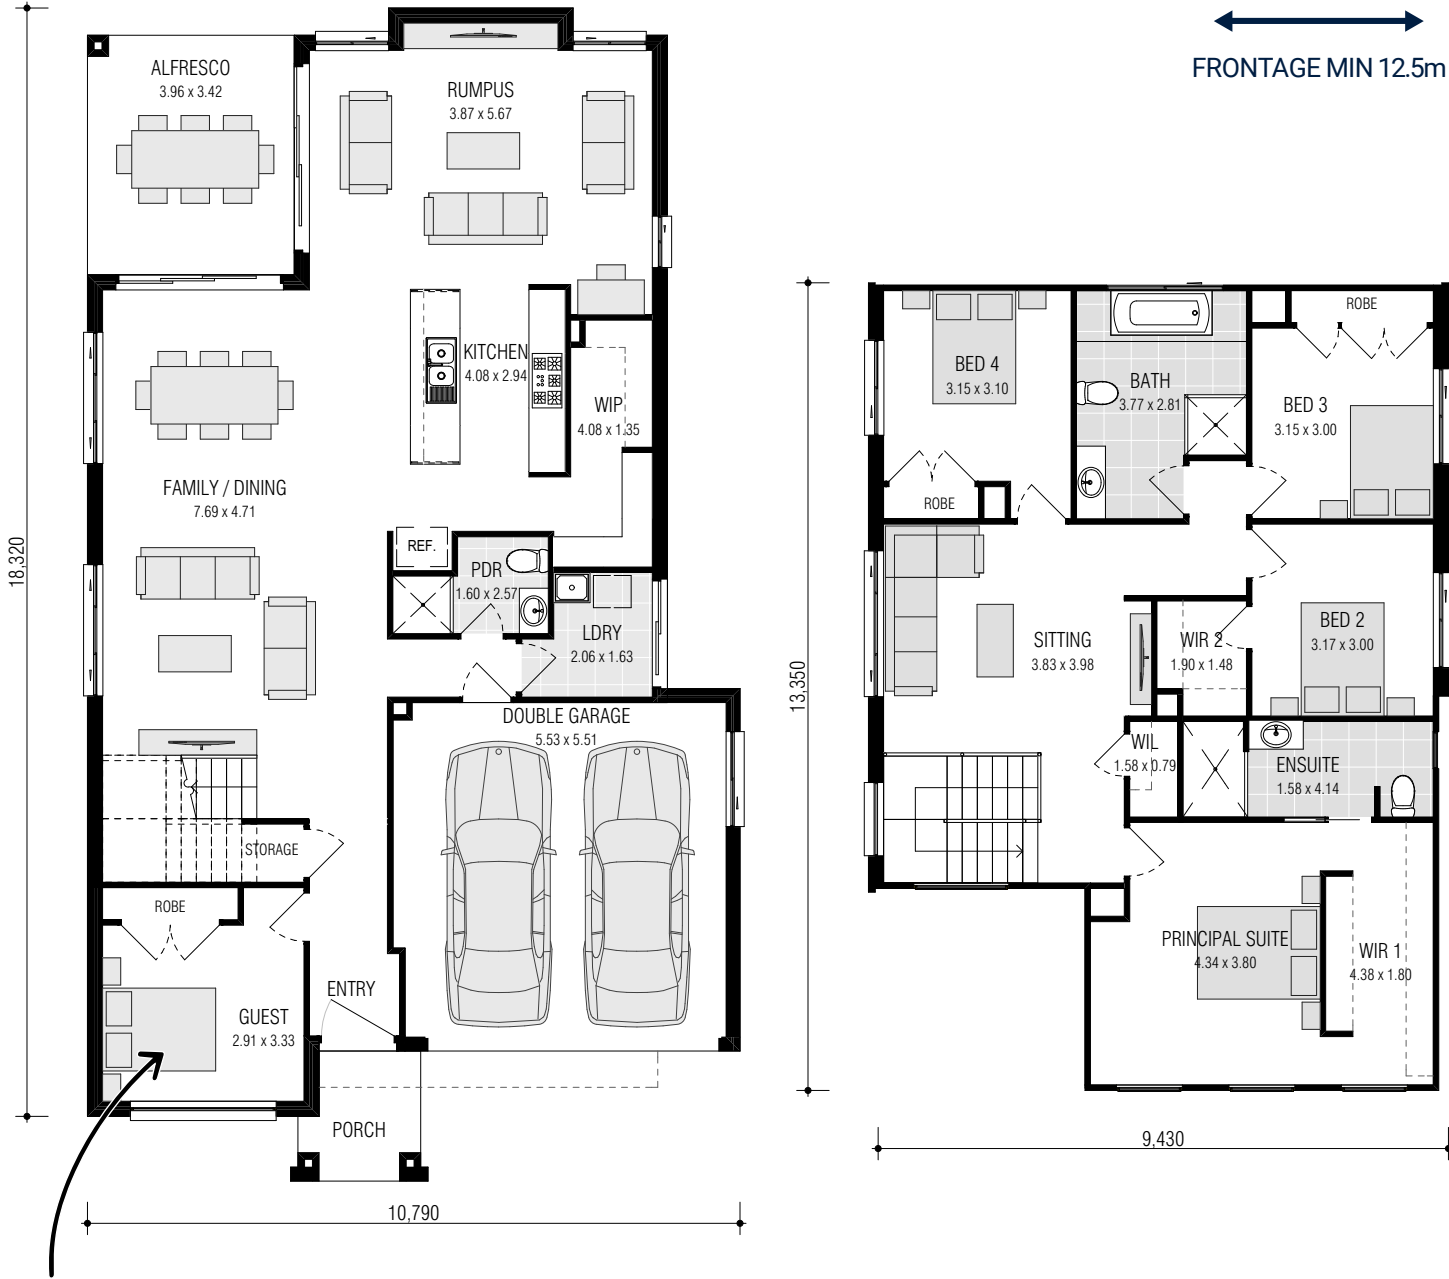 FRONTAGE MIN 12.5m
ALFRESCO
3.96 x 3.42
RUMPUS
3.87 x 5.67
KITCHEN
4.08 x 2.94
WIP
4.08 x 1.35
FAMILY / DINING
7.69 x 4.71
REF.
PDR
1.60 x 2.57
LDRY
2.06 x 1.63
DOUBLE GARAGE
5.53 x 5.51
STORAGE
ROBE
GUEST
2.91 x 3.33
ENTRY
PORCH
18,320
10,790
BED 4
3.15 x 3.10
ROBE
BATH
3.77 x 2.81
ROBE
BED 3
3.15 x 3.00
SITTING
3.83 x 3.98
WIR 2
1.90 x 1.48
BED 2
3.17 x 3.00
WIL
1.58 x 0.79
ENSUITE
1.58 x 4.14
PRINCIPAL SUITE
4.34 x 3.80
WIR 1
4.38 x 1.80
13,350
9,430